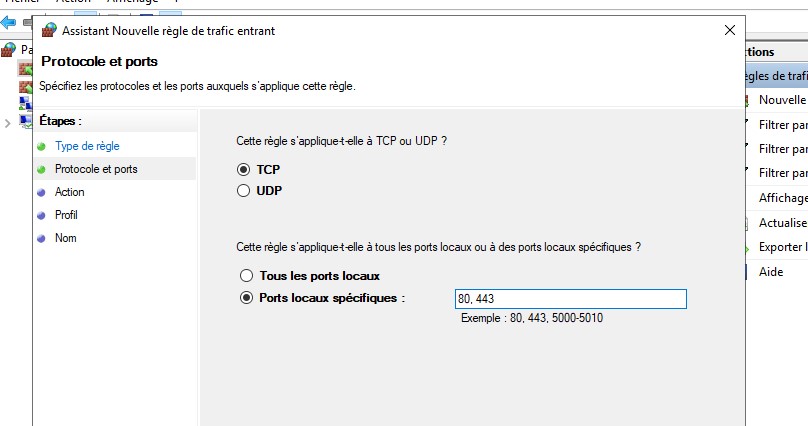 Action
Affichage
Assistant Nouvelle règle de trafic entrant
Protocole et ports
Spécifiez les protocoles et les ports auxquels s'applique cette règle.
Étapes :
Type de règle
Protocole et ports
Action
Profil
Nom
Cette règle s'applique-t-elle à TCP ou UDP ?
TCP
UDP
Cette règle s'applique-t-elle à tous les ports locaux ou à des ports locaux spécifiques ?
Tous les ports locaux
Ports locaux spécifiques :
80, 443
Exemple : 80, 443, 5000-5010
Pa
tions
ègles de trafi
Nouvelle
Filtrer par
Filtrer par
Filtrer par
Affichage
Actualise
Exporter l
Aide